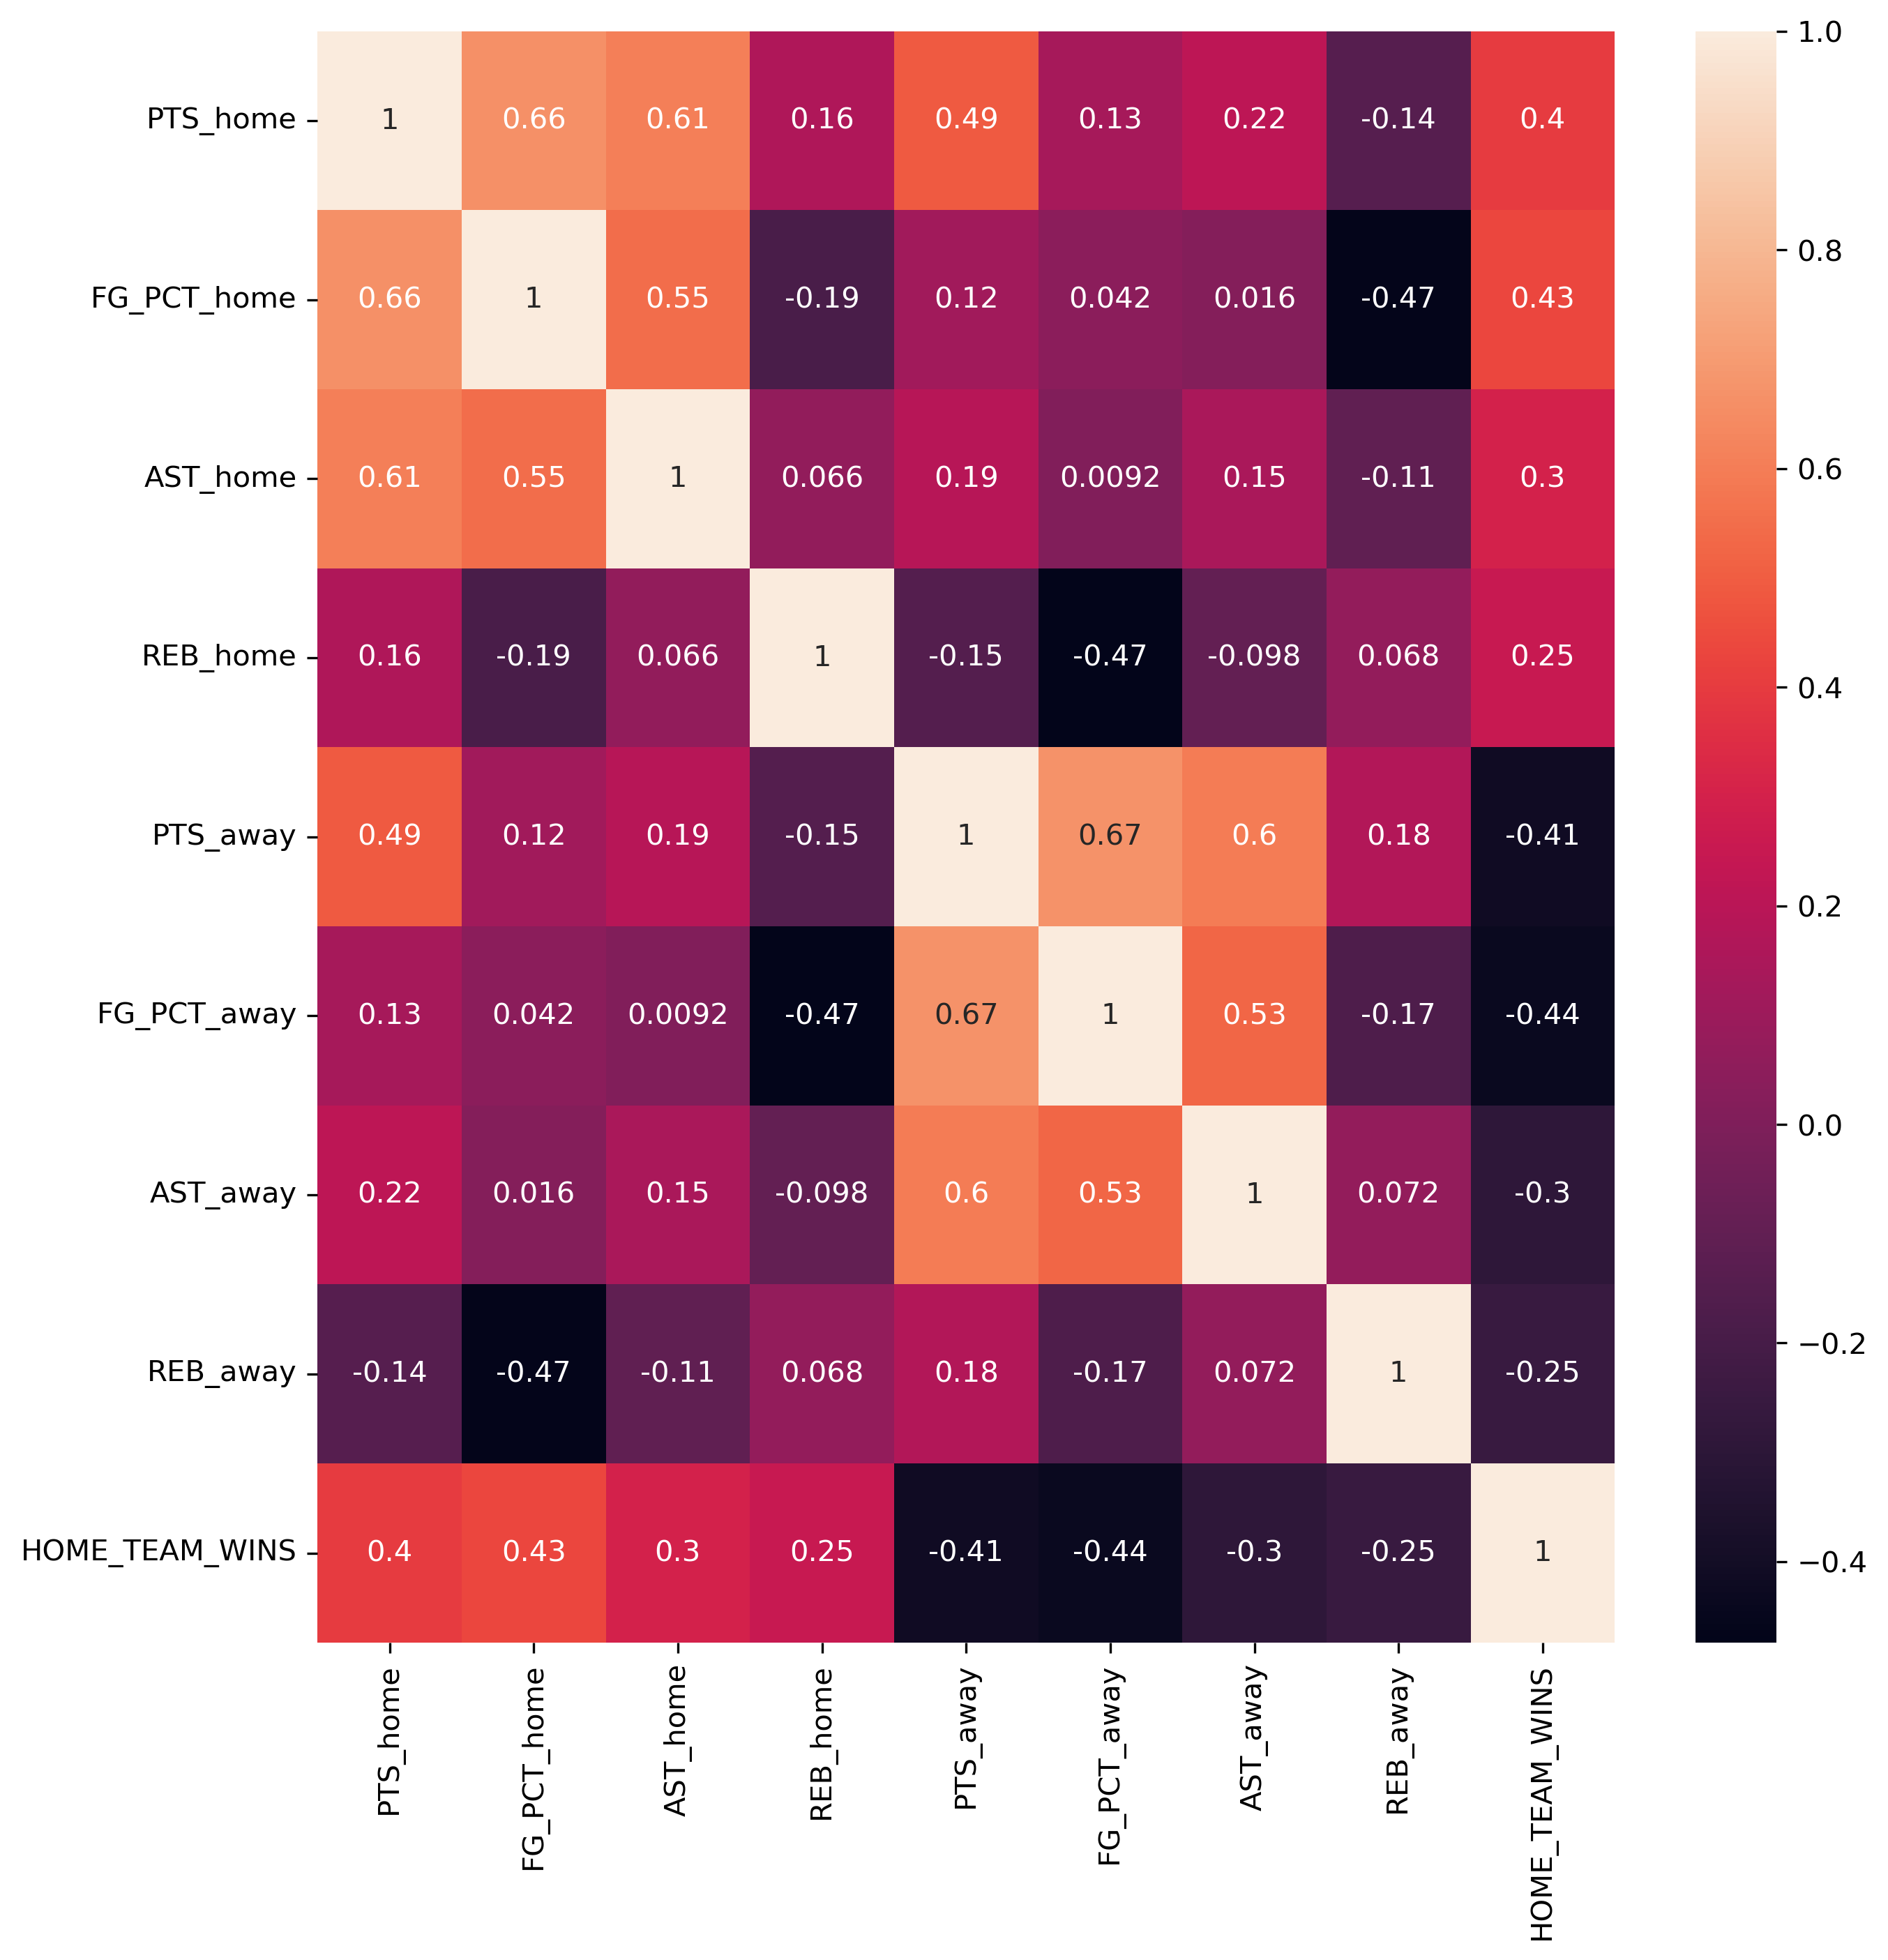 PTS_home 1 0.66 0.61 0.16 0.49 0.13 0.22 -0.14 0.4
FG_PCT_home 0.66 1 0.55 -0.19 0.12 0.042 0.016 -0.47 0.43
AST_home 0.61 0.55 1 0.066 0.19 0.0092 0.15 -0.11 0.3
REB_home 0.16 -0.19 0.066 1 -0.15 -0.47 -0.098 0.068 0.25
PTS_away 0.49 0.12 0.19 -0.15 1 0.67 0.6 0.18 -0.41
FG_PCT_away 0.13 0.042 0.0092 -0.47 0.67 1 0.53 -0.17 -0.44
AST_away 0.22 0.016 0.15 -0.098 0.6 0.53 1 0.072 -0.3
REB_away -0.14 -0.47 -0.11 0.068 0.18 -0.17 0.072 1 -0.25
HOME_TEAM_WINS 0.4 0.43 0.3 0.25 -0.41 -0.44 -0.3 -0.25 1
PTS_home
FG_PCT_home
AST_home
REB_home
PTS_away
FG_PCT_away
AST_away
REB_away
HOME_TEAM_WINS
1.0
0.8
0.6
0.4
0.2
0.0
−0.2
−0.4